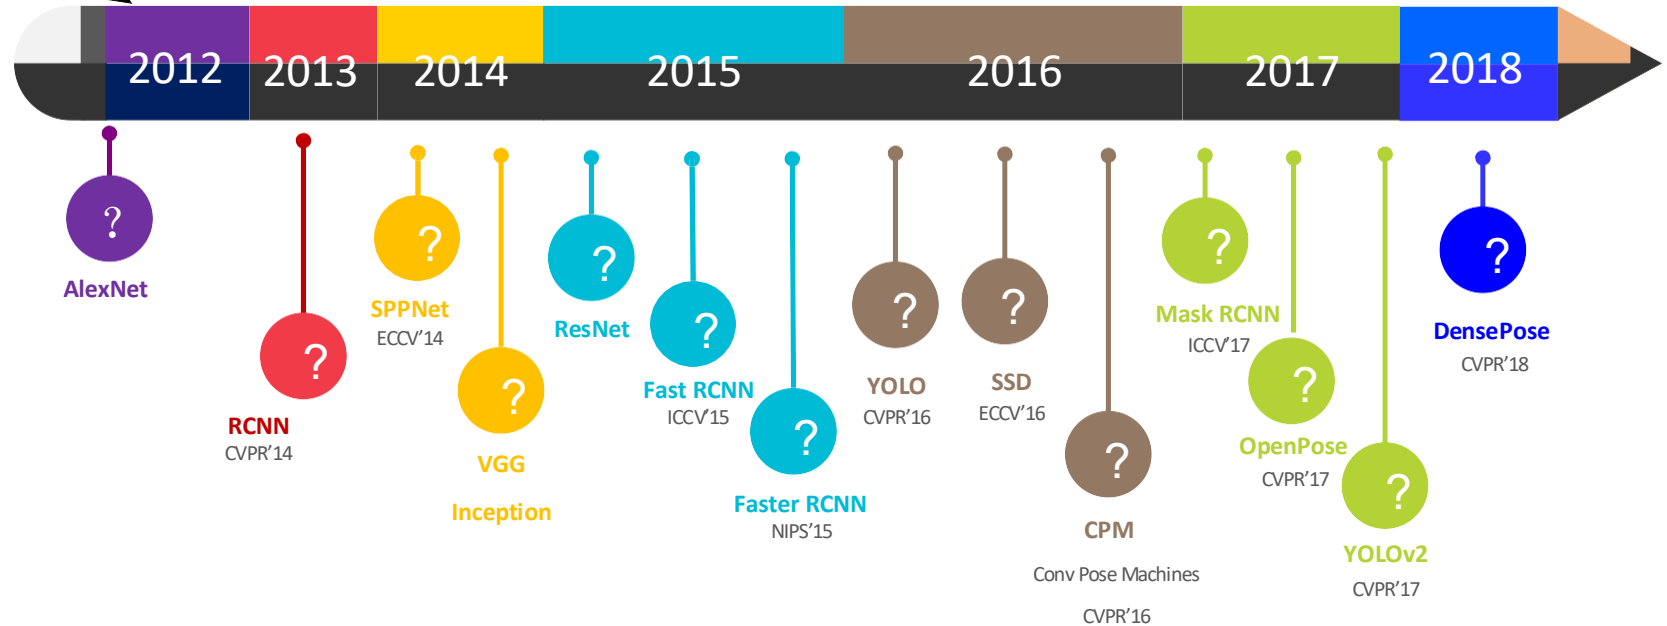 2012
2013
2014
2015
2016
2017
2018
?
AlexNet
?
RCNN
CVPR'14
?
SPPNet
ECCV'14
?
VGG
Inception
?
ResNet
?
Fast RCNN
ICCV'15
?
Faster RCNN
NIPS'15
?
YOLO
CVPR'16
?
SSD
ECCV'16
?
CPM
Conv Pose Machines
CVPR'16
?
Mask RCNN
ICCV'17
?
OpenPose
CVPR'17
?
YOLOv2
CVPR'17
?
DensePose
CVPR'18